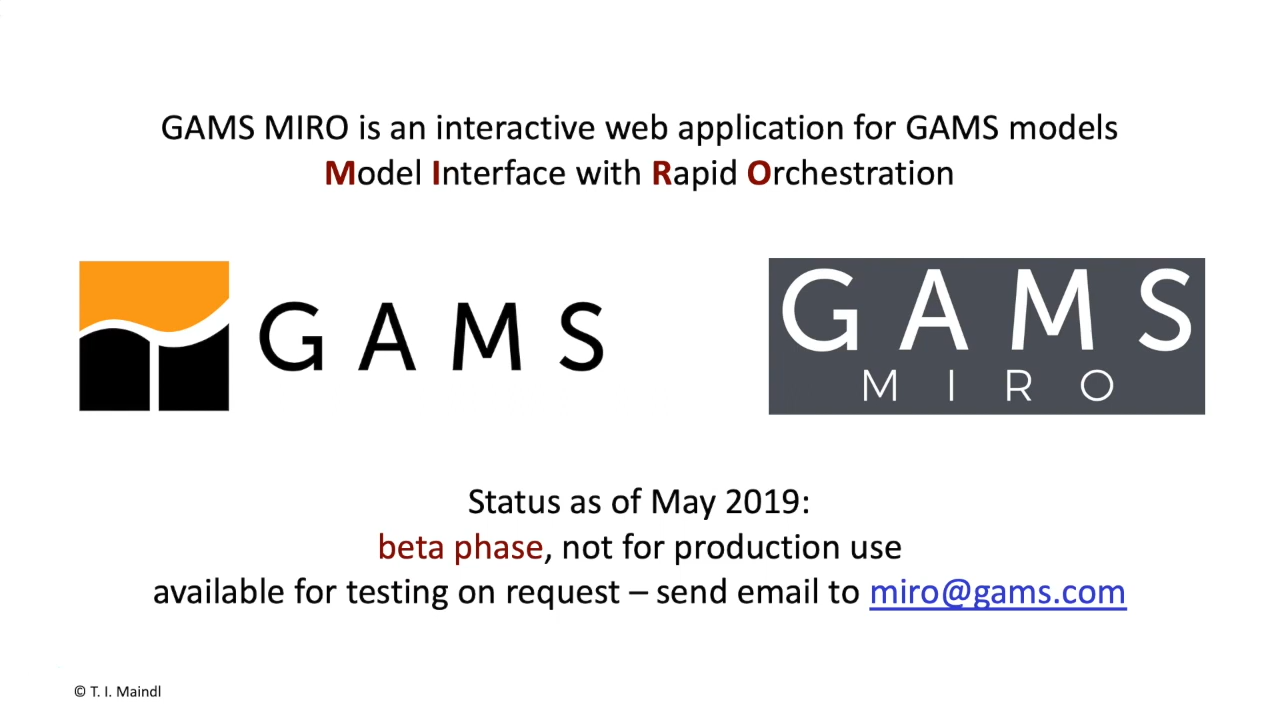 GAMS MIRO is an interactive web application for GAMS models
Model Interface with Rapid Orchestration
GAMS
GAMS
MIRO
Status as of May 2019:
beta phase, not for production use
available for testing on request – send email to miro@gams.com
© T. I. Maindl